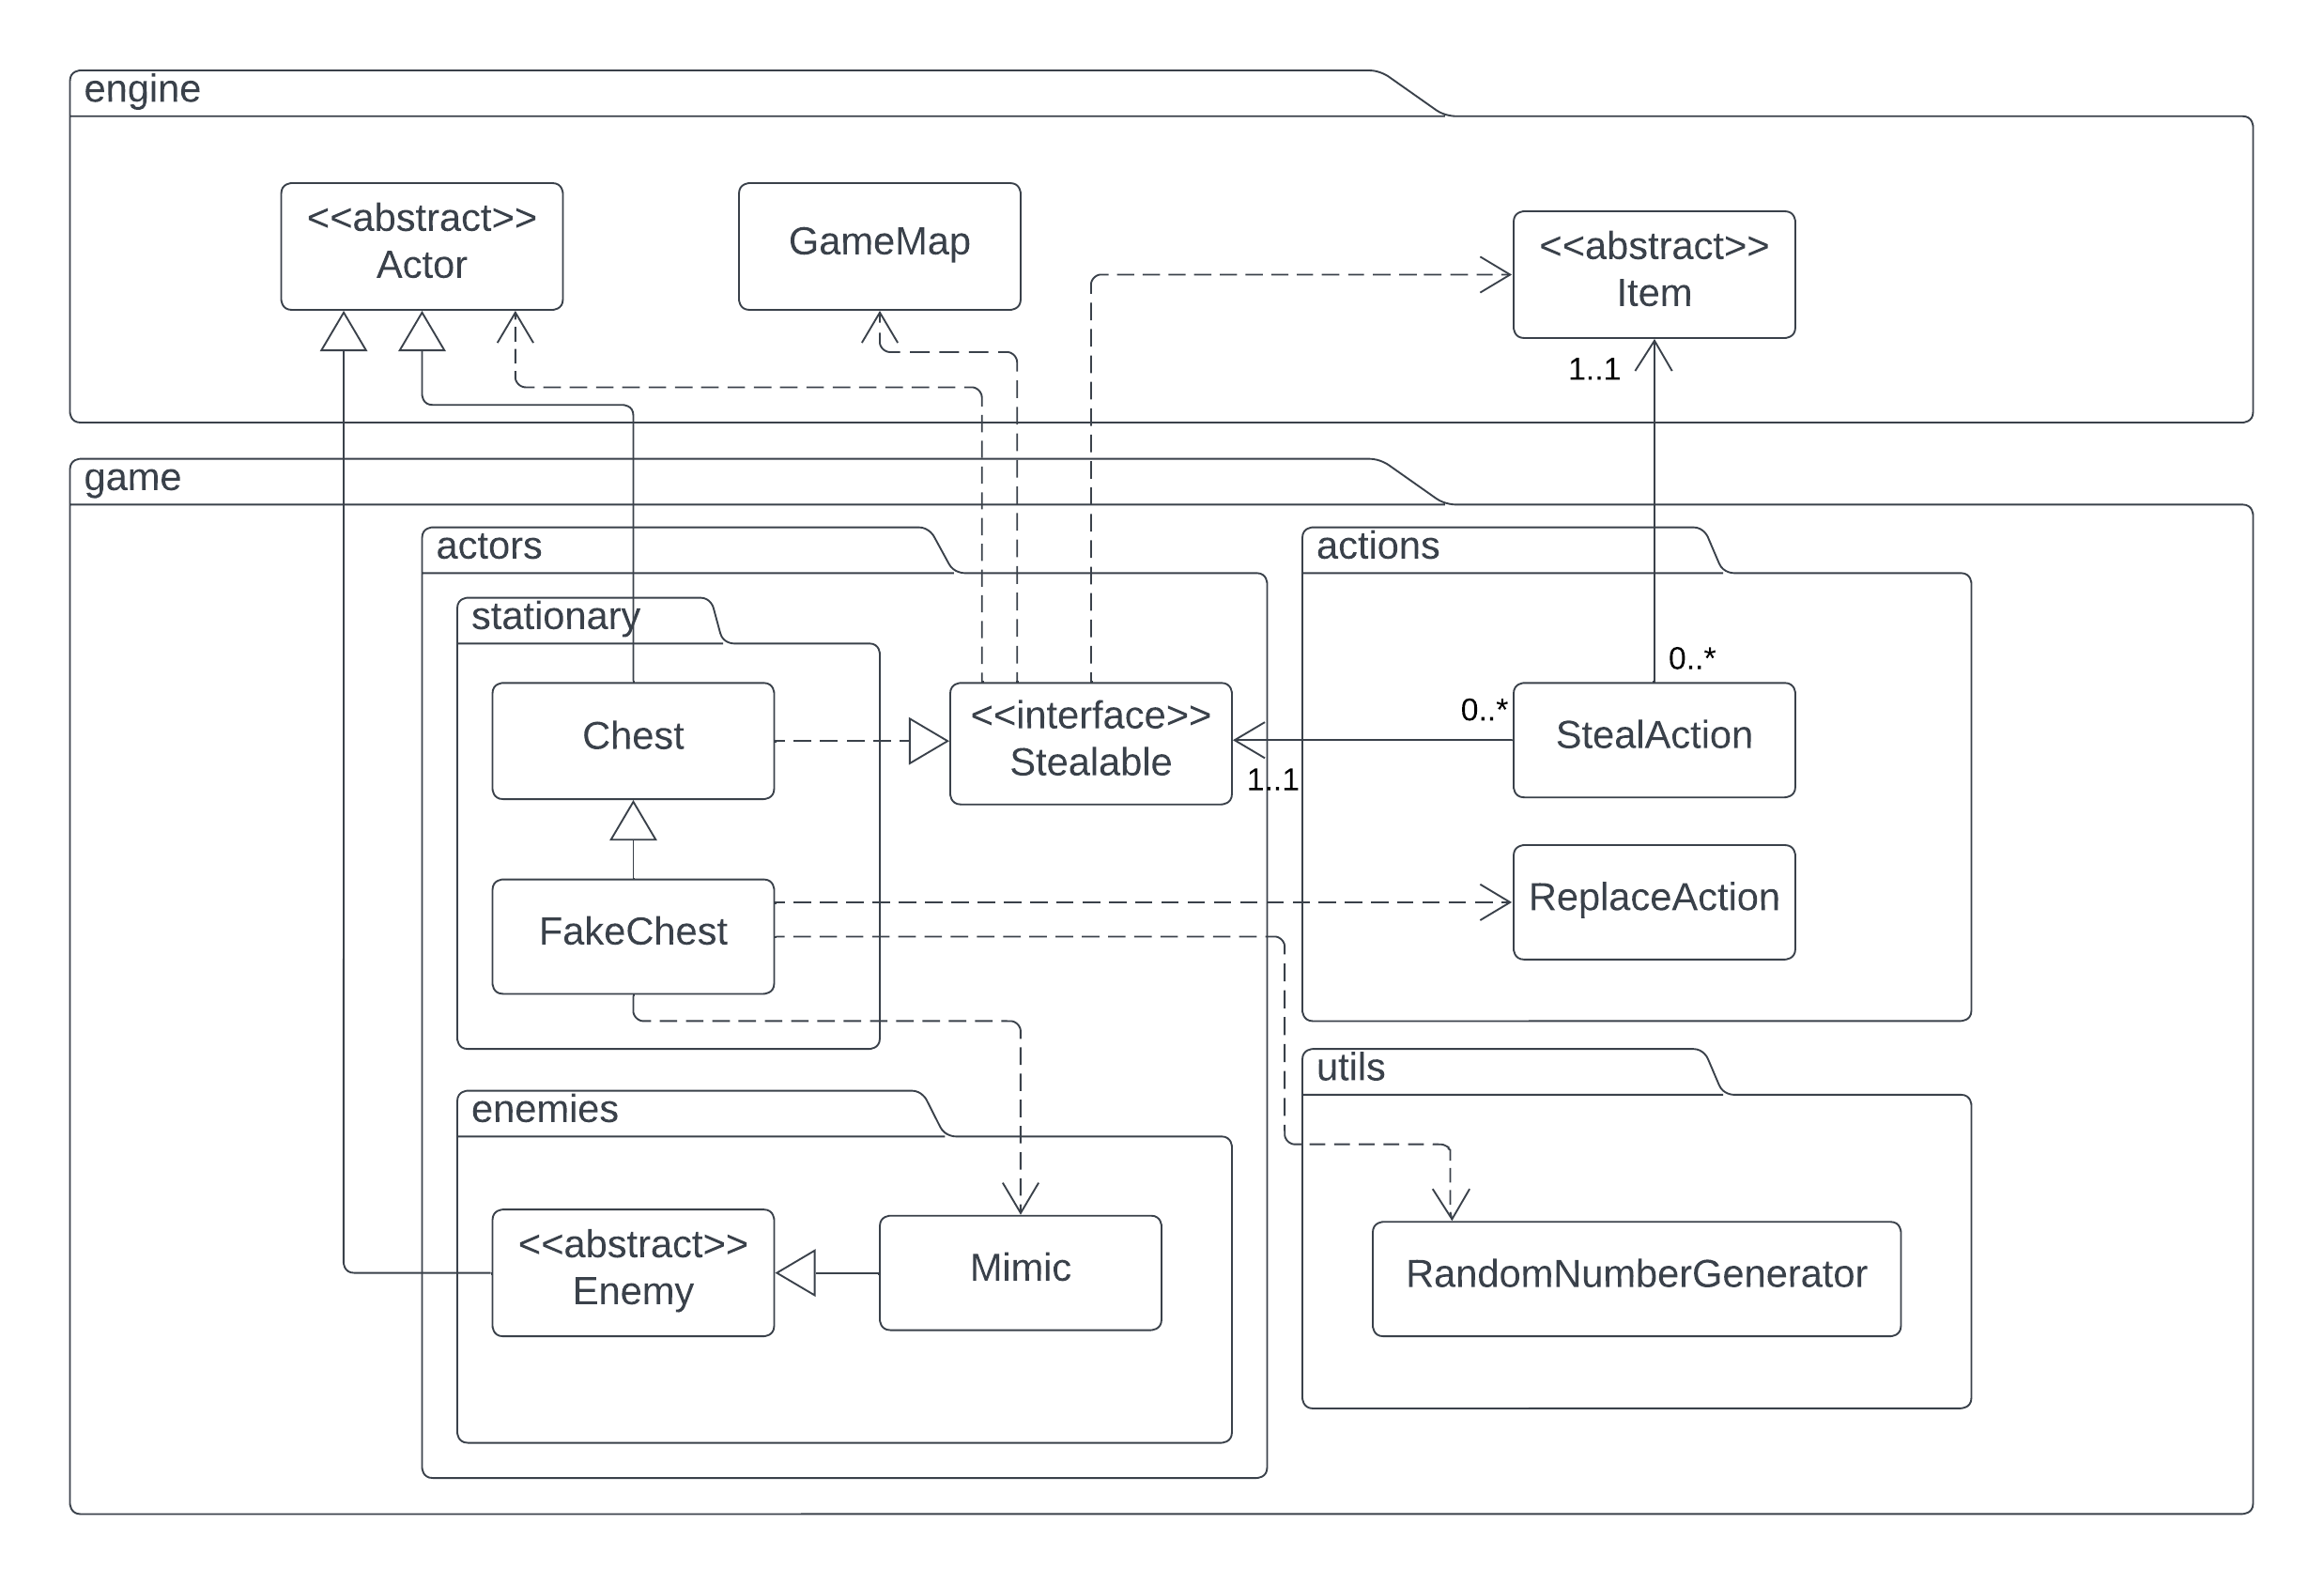 engine
<<abstract>>
Actor
GameMap
<<abstract>>
Item
1..1
game
actors
actions
stationary
0..*
Chest
<<interface>>
Stealable
0..*
StealAction
1..1
FakeChest
ReplaceAction
utils
enemies
<<abstract>>
Enemy
Mimic
RandomNumberGenerator